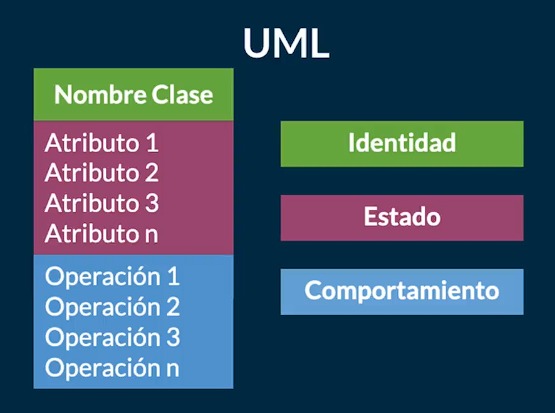 UML
Nombre Clase
Atributo 1
Atributo 2
Atributo 3
Atributo n
Operación 1
Operación 2
Operación 3
Operación n
Identidad
Estado
Comportamiento